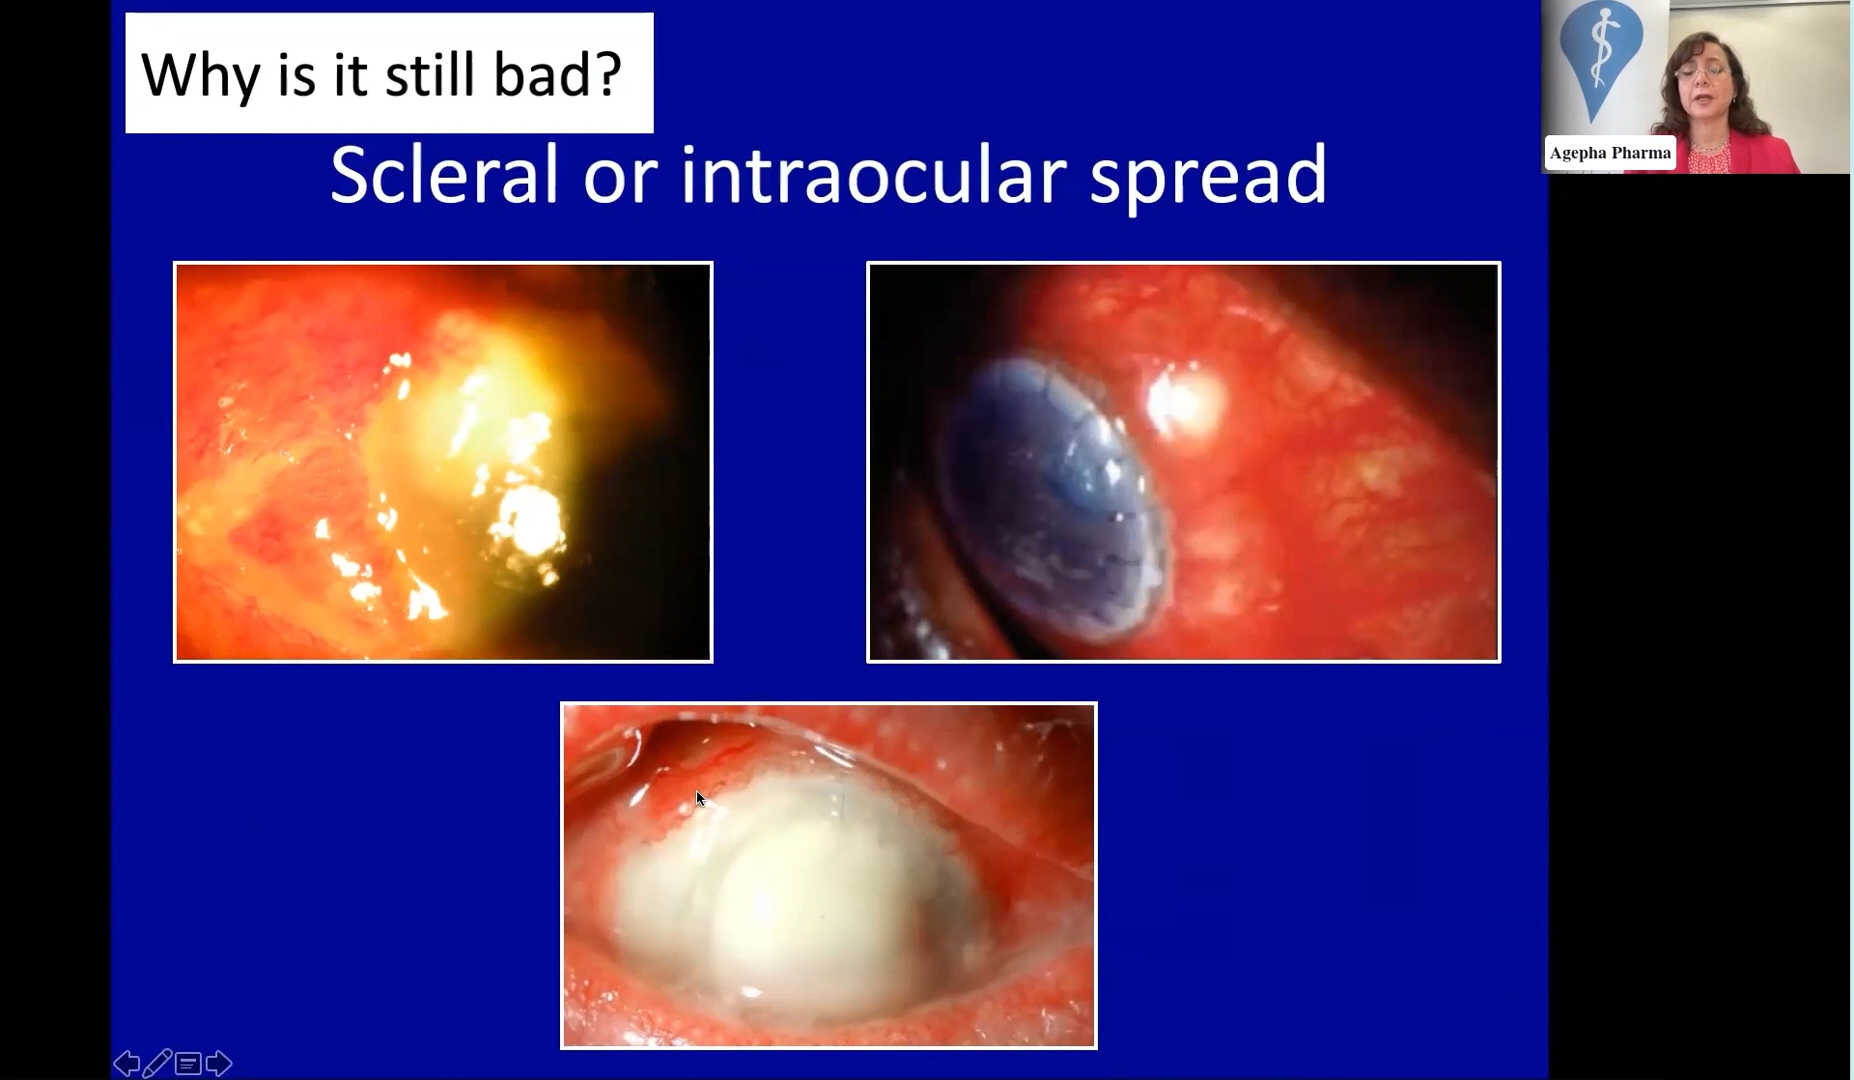 Why is it still bad?
Scleral or intraocular spread
Agepha Pharma